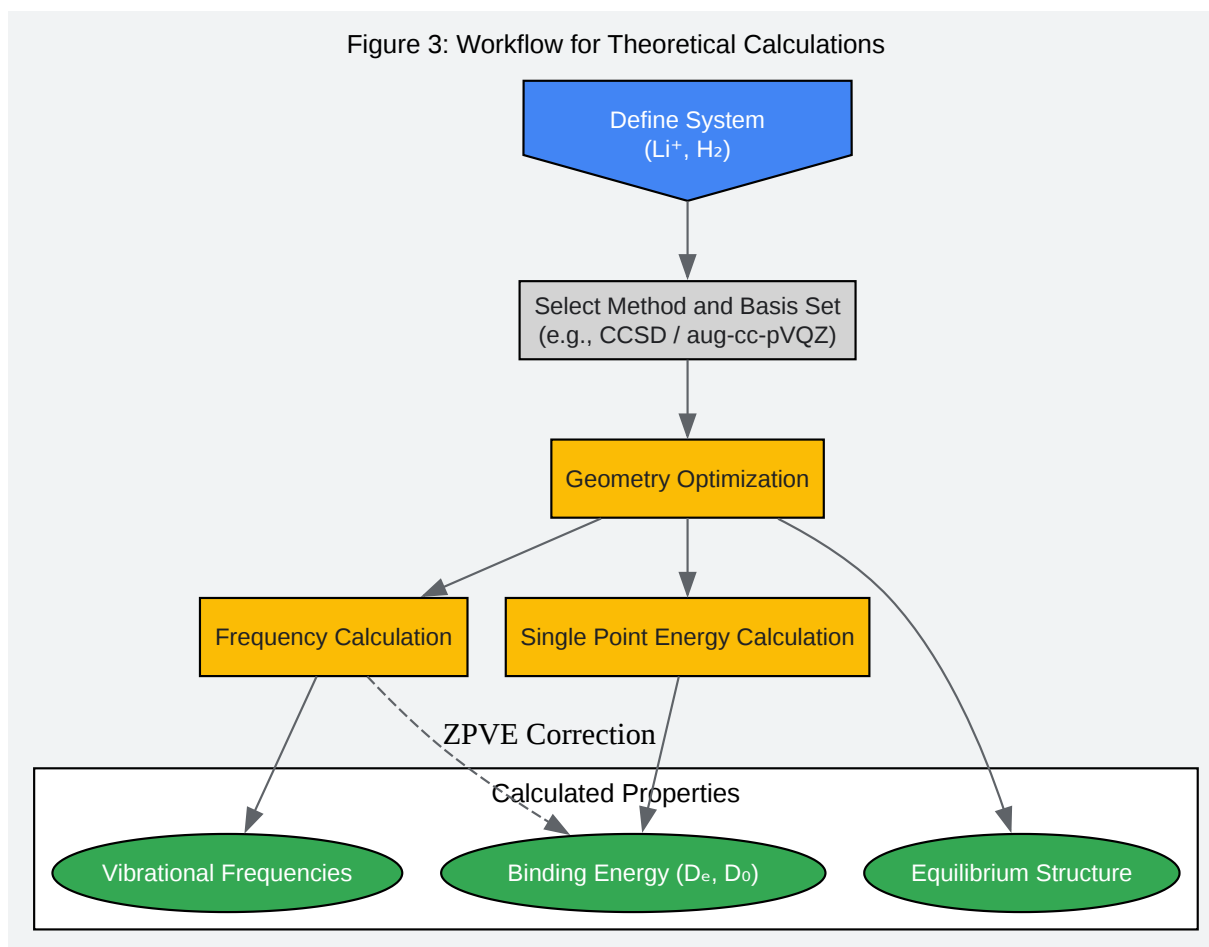 Figure 3: Workflow for Theoretical Calculations
Define System
(Li⁺, H₂)
Select Method and Basis Set
(e.g., CCSD / aug-cc-pVQZ)
Geometry Optimization
Frequency Calculation
Single Point Energy Calculation
ZPVE Correction
Calculated Properties
Vibrational Frequencies
Binding Energy (Dₑ, D₀)
Equilibrium Structure